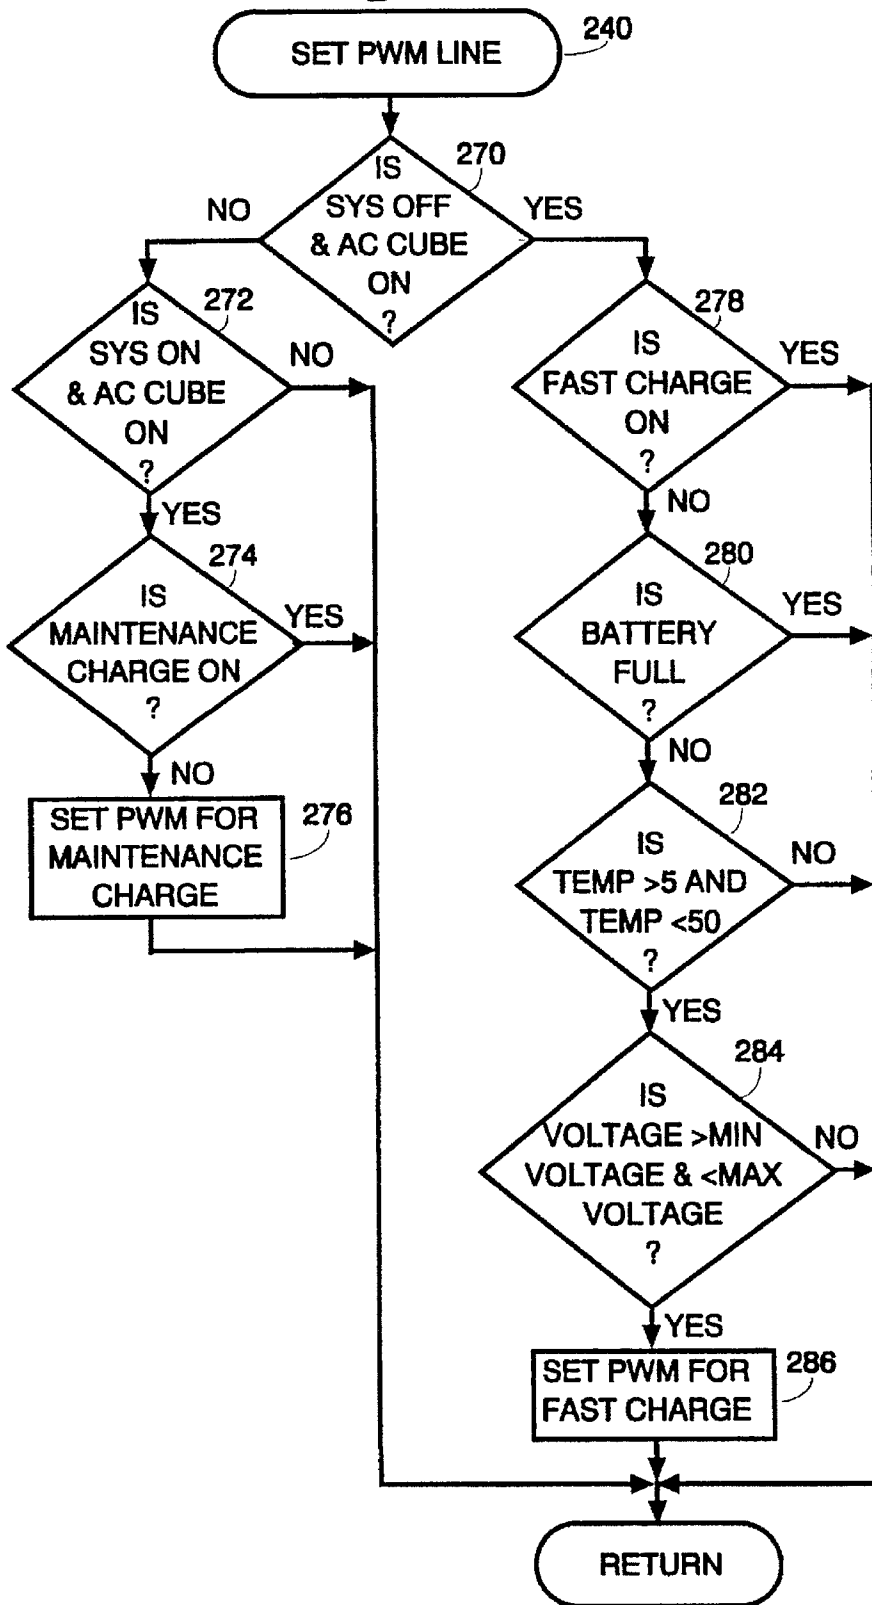 SET PWM LINE
240
IS
SYS OFF
& AC CUBE
ON
?
270
NO
YES
IS
SYS ON
& AC CUBE
ON
?
272
NO
YES
IS
MAINTENANCE
CHARGE ON
?
274
YES
NO
SET PWM FOR
MAINTENANCE
CHARGE
276
IS
FAST CHARGE
ON
?
278
YES
NO
IS
BATTERY
FULL
?
280
YES
NO
IS
TEMP >5 AND
TEMP <50
?
282
NO
YES
IS
VOLTAGE >MIN
VOLTAGE & <MAX
VOLTAGE
?
284
NO
YES
SET PWM FOR
FAST CHARGE
286
RETURN